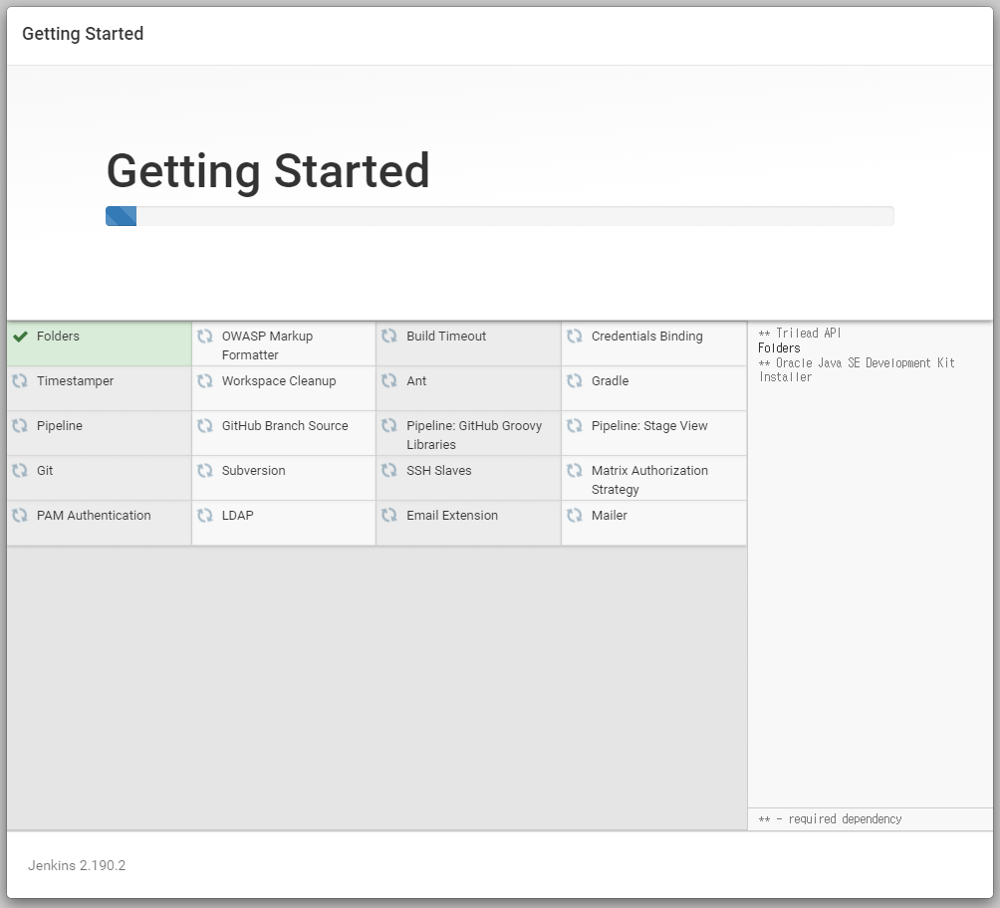 Getting Started
Getting Started
Folders
OWASP Markup
Formatter
Build Timeout
Credentials Binding
Timestamper
Workspace Cleanup
Ant
Gradle
Pipeline
GitHub Branch Source
Pipeline: GitHub Groovy
Libraries
Pipeline: Stage View
Git
Subversion
SSH Slaves
Matrix Authorization
Strategy
PAM Authentication
LDAP
Email Extension
Mailer
** Trilead API
Folders
** Oracle Java SE Development Kit
Installer
** - required dependency
Jenkins 2.190.2